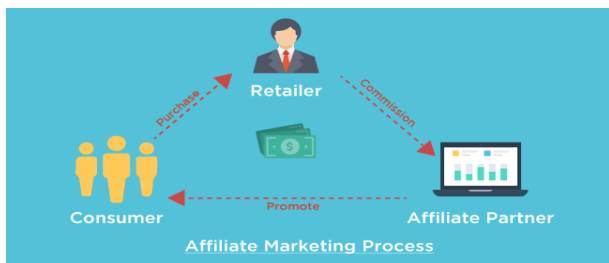 Retailer
Purchase
Commission
$
Consumer
Promote
Affiliate Partner
Affiliate Marketing Process